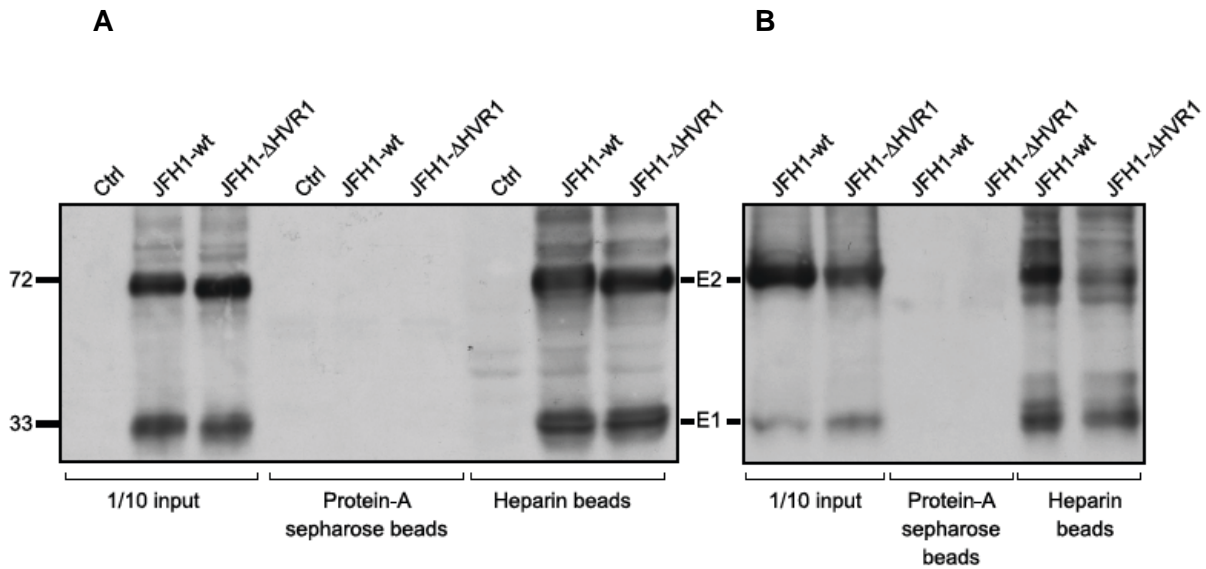 A
B
Ctrl
JFH1-wt
JFH1-ΔHVR1
Ctrl
JFH1-wt
JFH1-ΔHVR1
Ctrl
JFH1-wt
JFH1-ΔHVR1
JFH1-wt
JFH1-ΔHVR1
JFH1-wt
JFH1-ΔHVR1
JFH1-wt
JFH1-ΔHVR1
72
E2
33
E1
1/10 input
Protein-A
sepharose beads
Heparin beads
1/10 input
Protein-A
sepharose
beads
Heparin
beads